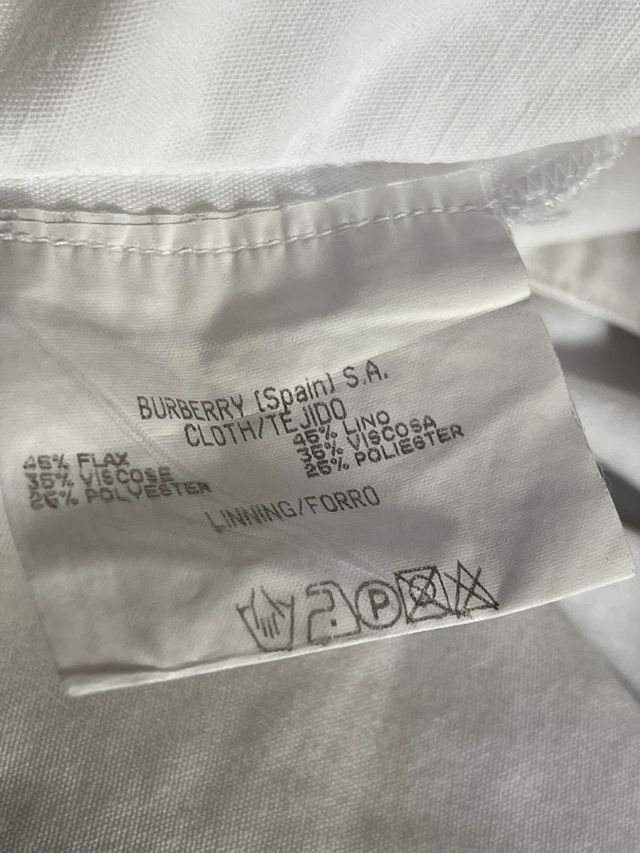 BURBERRY (Spain) S.A.
CLOTH/TEJIDO
45% FLAX
35% VISCOSE
25% POLYESTER
45% LINO
35% VISCOSA
25% POLIESTER
LINNING/FORRO
P